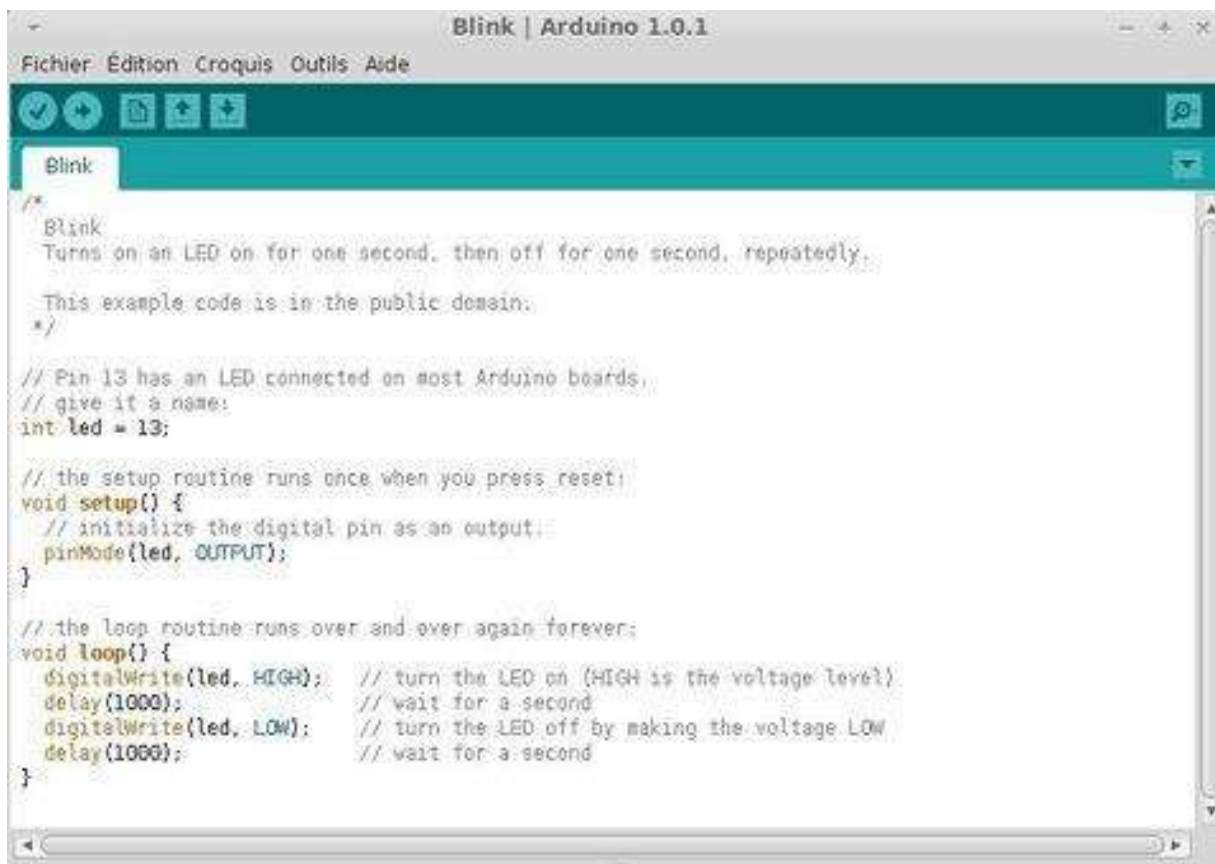 Blink | Arduino 1.0.1
Fichier Édition Croquis Outils Aide
Blink
/*
  Blink
  Turns on an LED on for one second, then off for one second, repeatedly.

  This example code is in the public domain.
 */

// Pin 13 has an LED connected on most Arduino boards.
// give it a name:
int led = 13;

// the setup routine runs once when you press reset:
void setup() {
  // initialize the digital pin as an output.
  pinMode(led, OUTPUT);
}

// the loop routine runs over and over again forever:
void loop() {
  digitalWrite(led, HIGH);   // turn the LED on (HIGH is the voltage level)
  delay(1000);               // wait for a second
  digitalWrite(led, LOW);    // turn the LED off by making the voltage LOW
  delay(1000);               // wait for a second
}